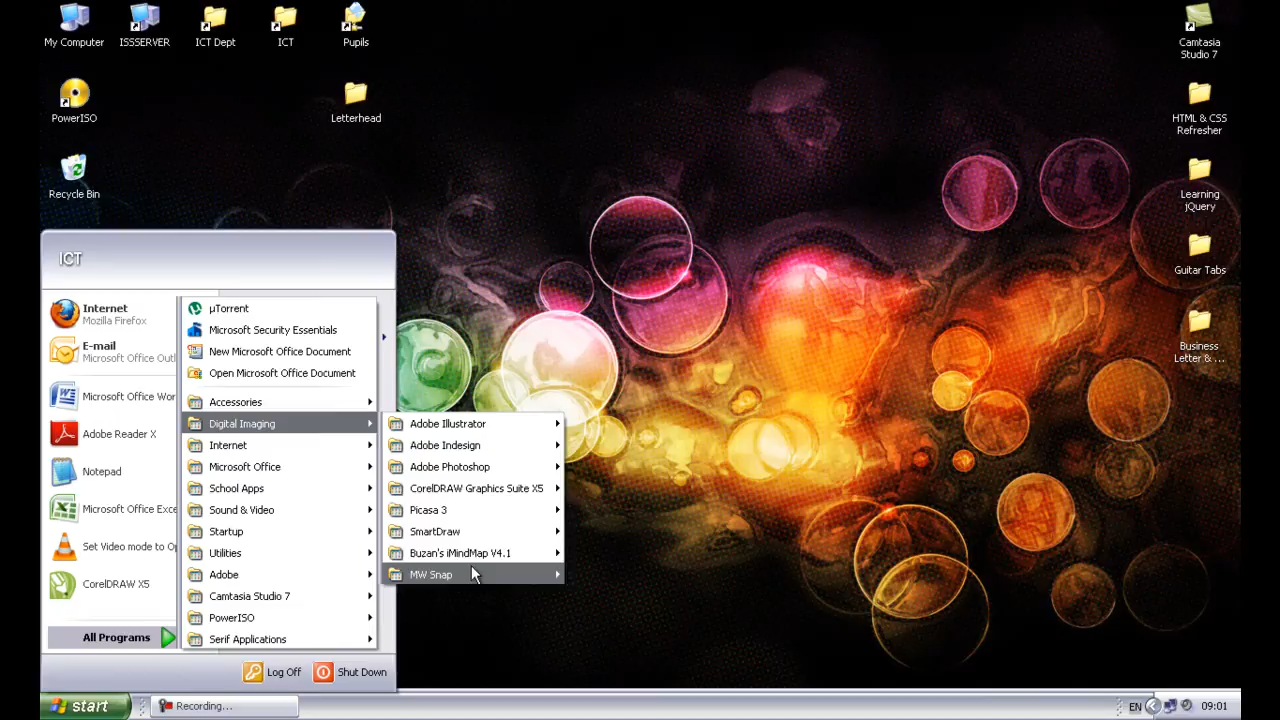 My Computer
ISSSERVER
ICT Dept
ICT
Pupils
Camtasia
Studio 7
PowerISO
Letterhead
HTML & CSS
Refresher
Recycle Bin
Learning
jQuery
Guitar Tabs
Business
Letter & ...
ICT
Internet
Mozilla Firefox
E-mail
Microsoft Office Outl
Microsoft Office Wor
Adobe Reader X
Notepad
Microsoft Office Exce
Set Video mode to Op
CorelDRAW X5
All Programs
µTorrent
Microsoft Security Essentials
New Microsoft Office Document
Open Microsoft Office Document
Accessories
Digital Imaging
Internet
Microsoft Office
School Apps
Sound & Video
Startup
Utilities
Adobe
Camtasia Studio 7
PowerISO
Serif Applications
Adobe Illustrator
Adobe Indesign
Adobe Photoshop
CorelDRAW Graphics Suite X5
Picasa 3
SmartDraw
Buzan's iMindMap V4.1
MW Snap
Log Off
Shut Down
start
Recording...
EN
09:01